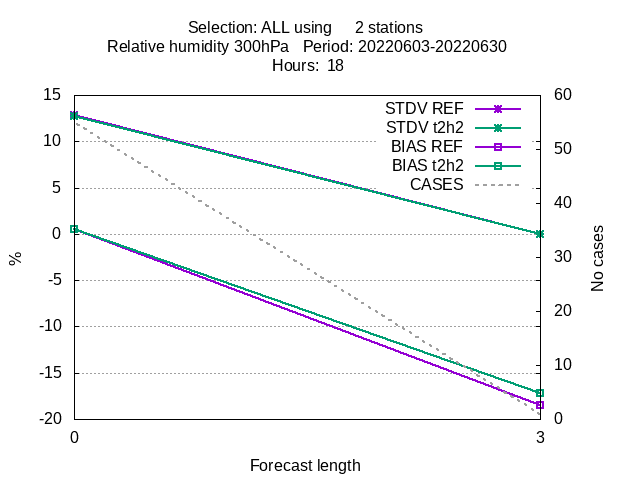 Selection: ALL using     2 stations
Relative humidity 300hPa   Period: 20220603-20220630
Hours:  18
15
10
5
0
-5
-10
-15
-20
60
50
40
30
20
10
0
STDV REF
STDV t2h2
BIAS REF
BIAS t2h2
CASES
%
No cases
0
3
Forecast length